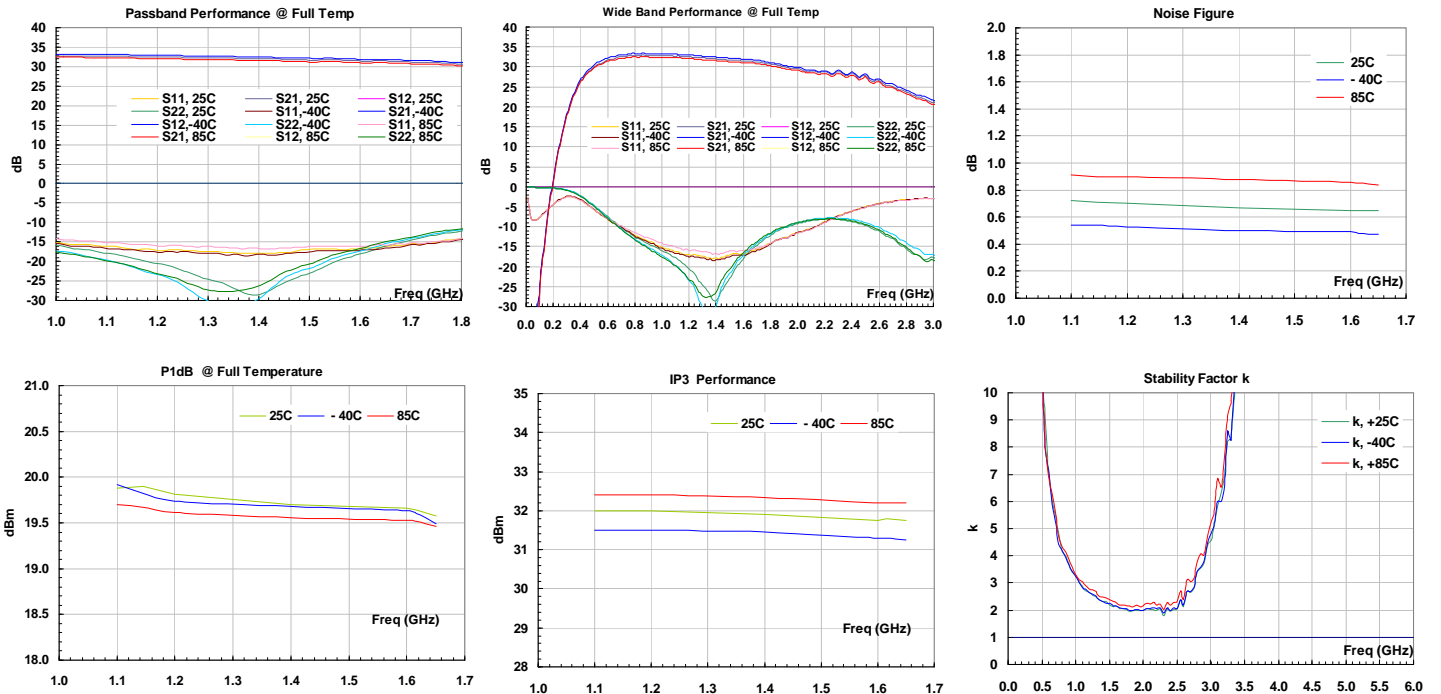 Passband Performance @ Full Temp
40
35
30
25
20
15
10
5
0
-5
-10
-15
-20
-25
-30
dB
S11, 25C S21, 25C S12, 25C
S22, 25C S11,-40C S21,-40C
S12,-40C S22,-40C S11, 85C
S21, 85C S12, 85C S22, 85C
Freq (GHz)
1.0 1.1 1.2 1.3 1.4 1.5 1.6 1.7 1.8
Wide Band Performance @ Full Temp
40
35
30
25
20
15
10
5
0
-5
-10
-15
-20
-25
-30
dB
S11, 25C S21, 25C S12, 25C S22, 25C
S11,-40C S21,-40C S12,-40C S22,-40C
S11, 85C S21, 85C S12, 85C S22, 85C
Freq (GHz)
0.0 0.2 0.4 0.6 0.8 1.0 1.2 1.4 1.6 1.8 2.0 2.2 2.4 2.6 2.8 3.0
Noise Figure
2.0
1.8
1.6
1.4
1.2
1.0
0.8
0.6
0.4
0.2
0.0
dB
25C
- 40C
85C
Freq (GHz)
1.0 1.1 1.2 1.3 1.4 1.5 1.6 1.7
P1dB @ Full Temperature
21.0
20.5
20.0
19.5
19.0
18.5
18.0
dBm
25C - 40C 85C
Freq (GHz)
1.0 1.1 1.2 1.3 1.4 1.5 1.6 1.7
IP3 Performance
35
34
33
32
31
30
29
28
dBm
25C - 40C 85C
Freq (GHz)
1.0 1.1 1.2 1.3 1.4 1.5 1.6 1.7
Stability Factor k
10
9
8
7
6
5
4
3
2
1
0
k
k, +25C
k, -40C
k, +85C
Freq (GHz)
0.0 0.5 1.0 1.5 2.0 2.5 3.0 3.5 4.0 4.5 5.0 5.5 6.0